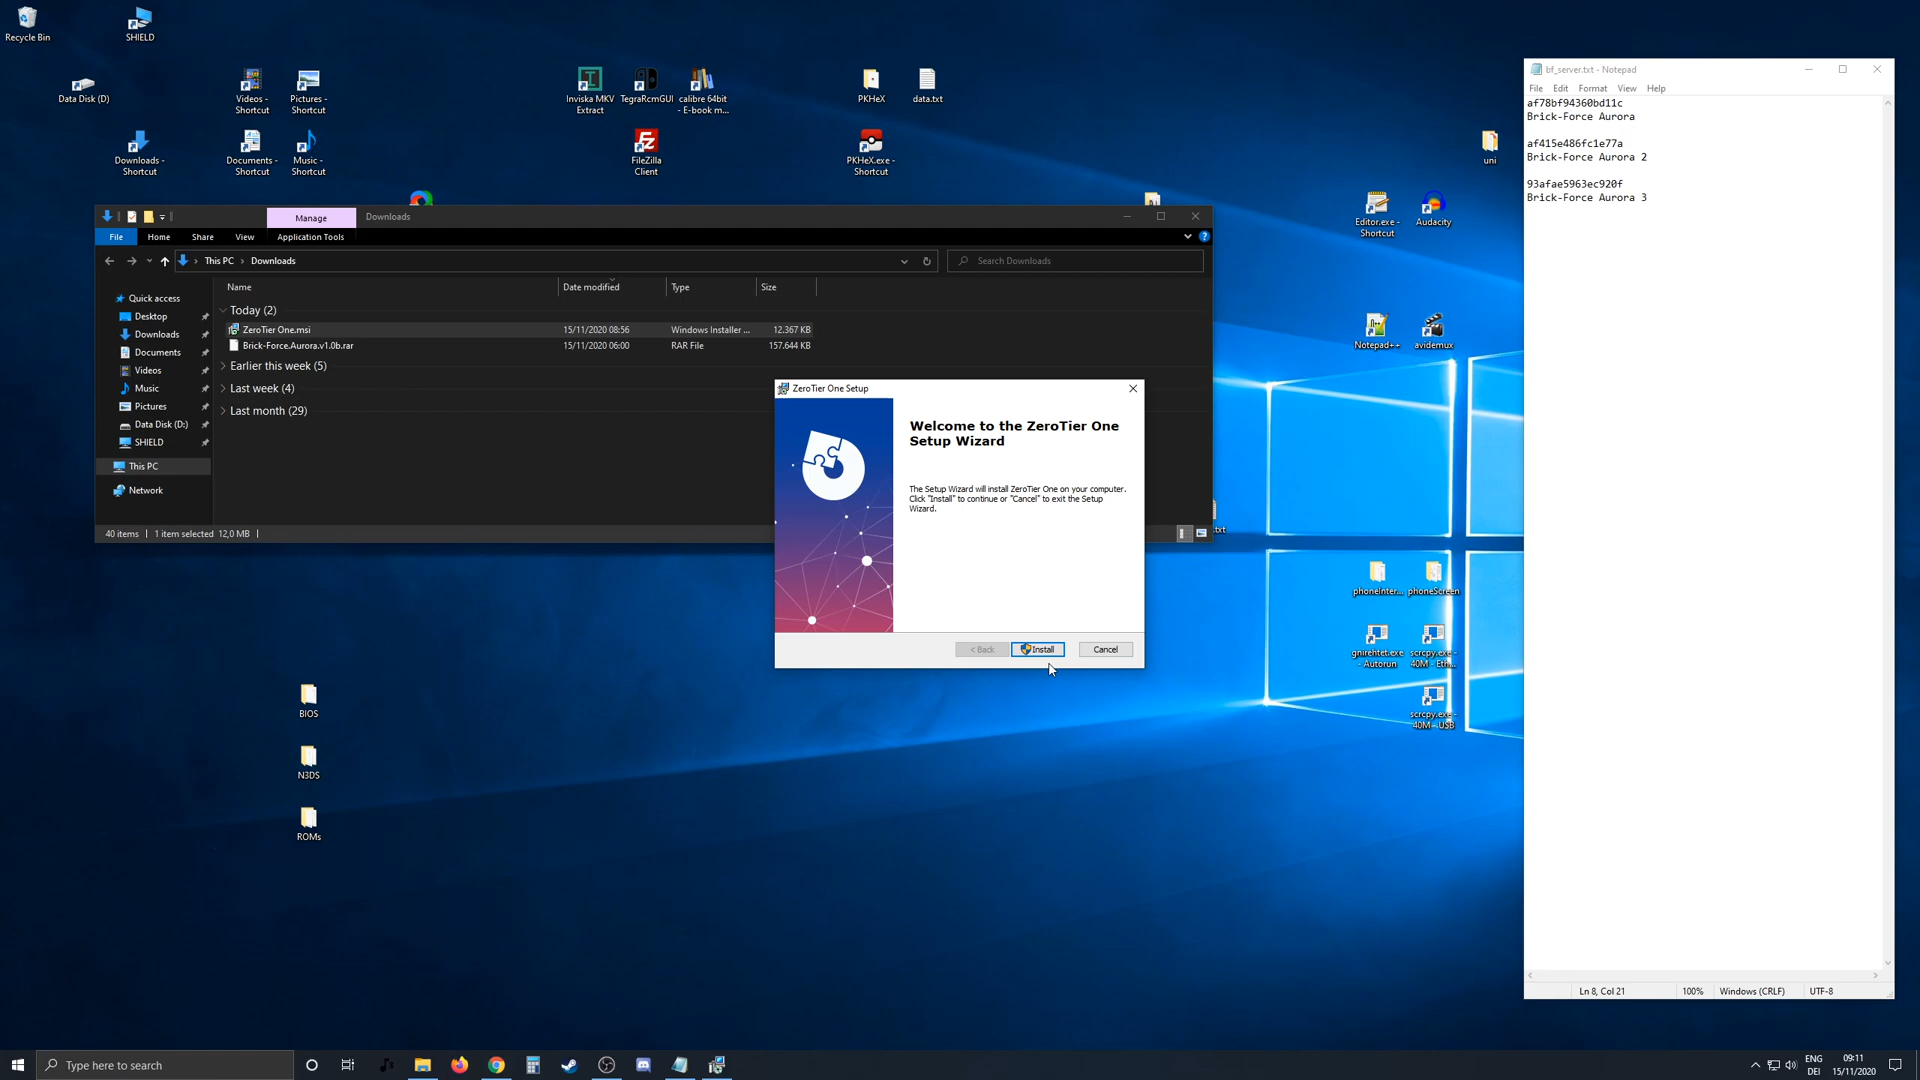 Recycle Bin
SHIELD
Data Disk (D)
Videos -
Shortcut
Pictures -
Shortcut
Inviska MKV
Extract
TegraRcmGUI
calibre 64bit
- E-book m...
PKHeX
data.txt
Downloads -
Shortcut
Documents -
Shortcut
Music -
Shortcut
FileZilla
Client
PKHeX.exe -
Shortcut
uni
Editor.exe -
Shortcut
Audacity
Notepad++
avidemux
phoneInter...
phoneScreen
gnirehtet.exe
- Autorun
scrcpy.exe -
40M - Eth...
scrcpy.exe -
40M - USB
.txt
BIOS
N3DS
ROMs
Manage
Downloads
File
Home
Share
View
Application Tools
This PC
Downloads
Search Downloads
Name
Date modified
Type
Size
Quick access
Desktop
Downloads
Documents
Videos
Music
Pictures
Data Disk (D:)
SHIELD
This PC
Network
Today (2)
ZeroTier One.msi 15/11/2020 08:56 Windows Installer ... 12.367 KB
Brick-Force.Aurora.v1.0b.rar 15/11/2020 06:00 RAR File 157.644 KB
Earlier this week (5)
Last week (4)
Last month (29)
40 items
1 item selected 12,0 MB
ZeroTier One Setup
Welcome to the ZeroTier One
Setup Wizard
The Setup Wizard will install ZeroTier One on your computer.
Click "Install" to continue or "Cancel" to exit the Setup
Wizard.
< Back
Install
Cancel
bf_server.txt - Notepad
File Edit Format View Help
af78bf94360bd11c
Brick-Force Aurora
af415e486fc1e77a
Brick-Force Aurora 2
93afae5963ec920f
Brick-Force Aurora 3
Ln 8, Col 21
100%
Windows (CRLF)
UTF-8
Type here to search
ENG
DEI
09:11
15/11/2020